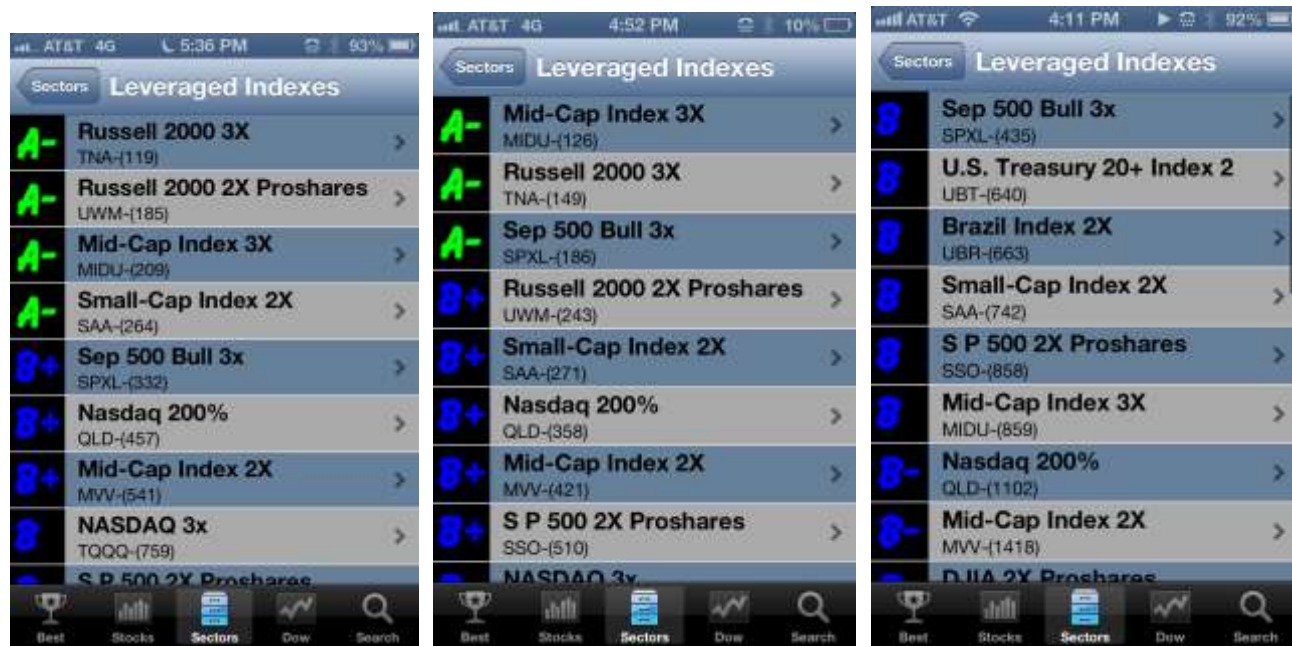 AT&T 4G 5:36 PM 93%
Sectors Leveraged Indexes
A- Russell 2000 3X
TNA-(119)
A- Russell 2000 2X Proshares
UWM-(185)
A- Mid-Cap Index 3X
MIDU-(209)
A- Small-Cap Index 2X
SAA-(264)
B+ Sep 500 Bull 3x
SPXL-(332)
B+ Nasdaq 200%
QLD-(457)
B+ Mid-Cap Index 2X
MVV-(541)
B NASDAQ 3x
TQQQ-(759)
S P 500 2X Proshares
Best Stocks Sectors Dow Search
AT&T 4G 4:52 PM 10%
Sectors Leveraged Indexes
A- Mid-Cap Index 3X
MIDU-(126)
A- Russell 2000 3X
TNA-(149)
A- Sep 500 Bull 3x
SPXL-(186)
B+ Russell 2000 2X Proshares
UWM-(243)
B+ Small-Cap Index 2X
SAA-(271)
B+ Nasdaq 200%
QLD-(358)
B+ Mid-Cap Index 2X
MVV-(421)
B+ S P 500 2X Proshares
SSO-(510)
NASDAQ 3x
Best Stocks Sectors Dow Search
AT&T 4:11 PM 92%
Sectors Leveraged Indexes
B Sep 500 Bull 3x
SPXL-(435)
B U.S. Treasury 20+ Index 2
UBT-(640)
B Brazil Index 2X
UBR-(663)
B Small-Cap Index 2X
SAA-(742)
B S P 500 2X Proshares
SSO-(858)
B Mid-Cap Index 3X
MIDU-(859)
B- Nasdaq 200%
QLD-(1102)
B- Mid-Cap Index 2X
MVV-(1418)
DJIA 2X Proshares
Best Stocks Sectors Dow Search